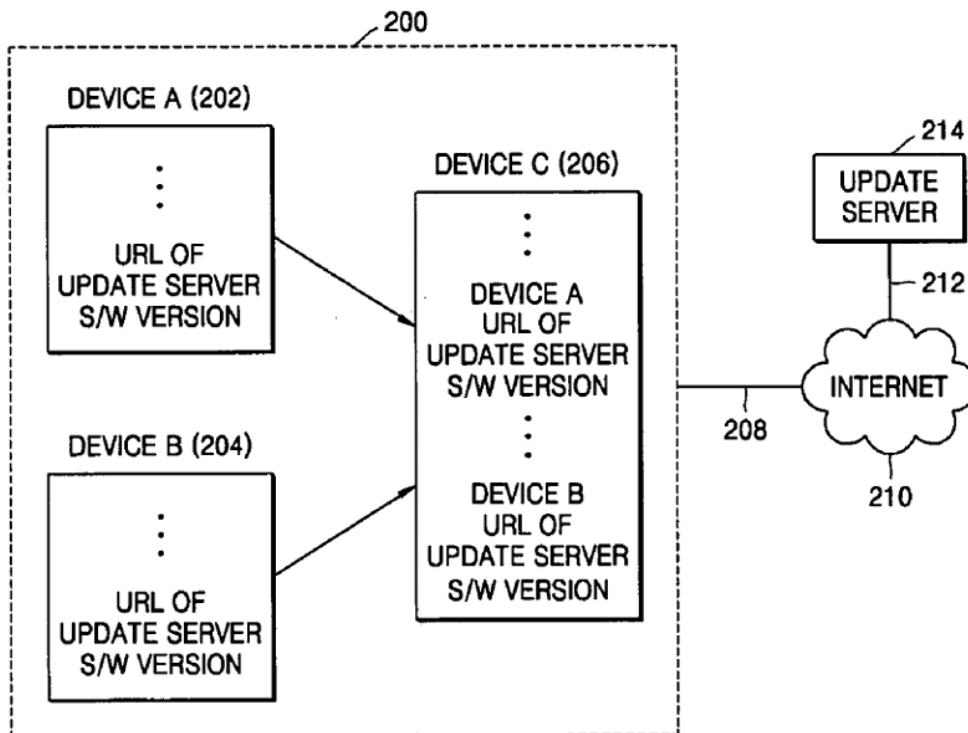 200
DEVICE A (202)
URL OF
UPDATE SERVER
S/W VERSION
DEVICE B (204)
URL OF
UPDATE SERVER
S/W VERSION
DEVICE C (206)
DEVICE A
URL OF
UPDATE SERVER
S/W VERSION
DEVICE B
URL OF
UPDATE SERVER
S/W VERSION
208
214
UPDATE
SERVER
212
INTERNET
210